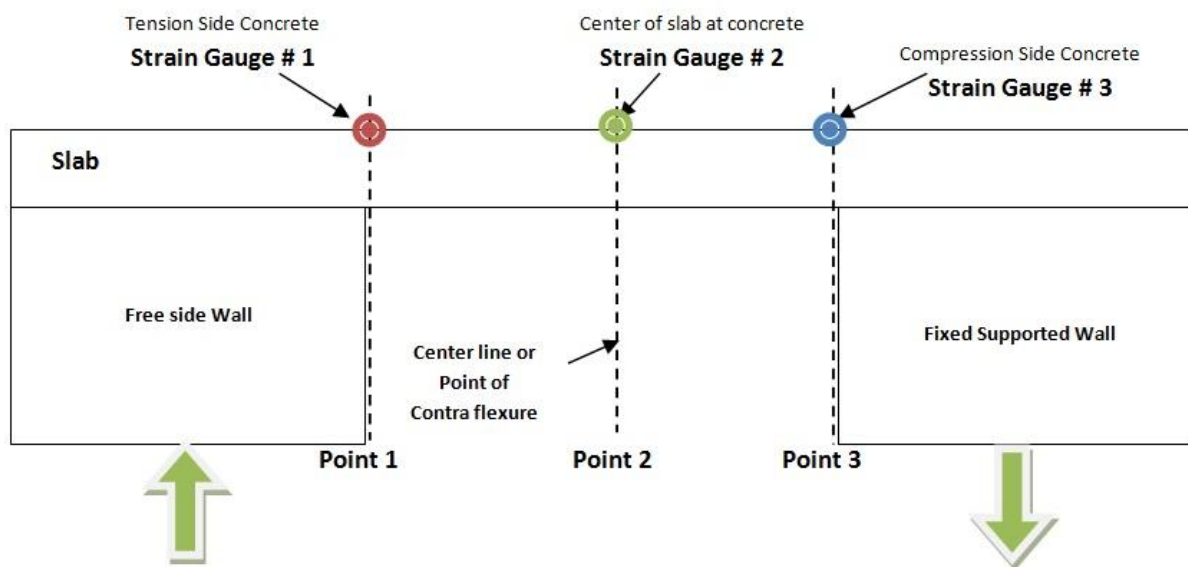 Tension Side Concrete
Strain Gauge # 1
Center of slab at concrete
Strain Gauge # 2
Compression Side Concrete
Strain Gauge # 3
Slab
Free side Wall
Center line or
Point of
Contra flexure
Fixed Supported Wall
Point 1
Point 2
Point 3